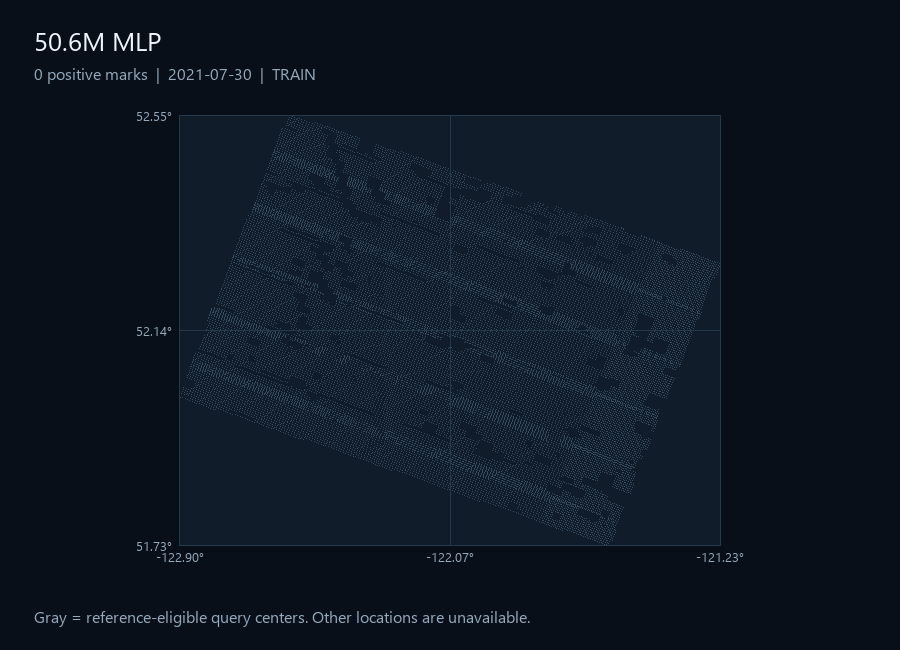 50.6M MLP
0 positive marks | 2021-07-30 | TRAIN
52.55°
52.14°
51.73°
-122.90°
-122.07°
-121.23°
Gray = reference-eligible query centers. Other locations are unavailable.